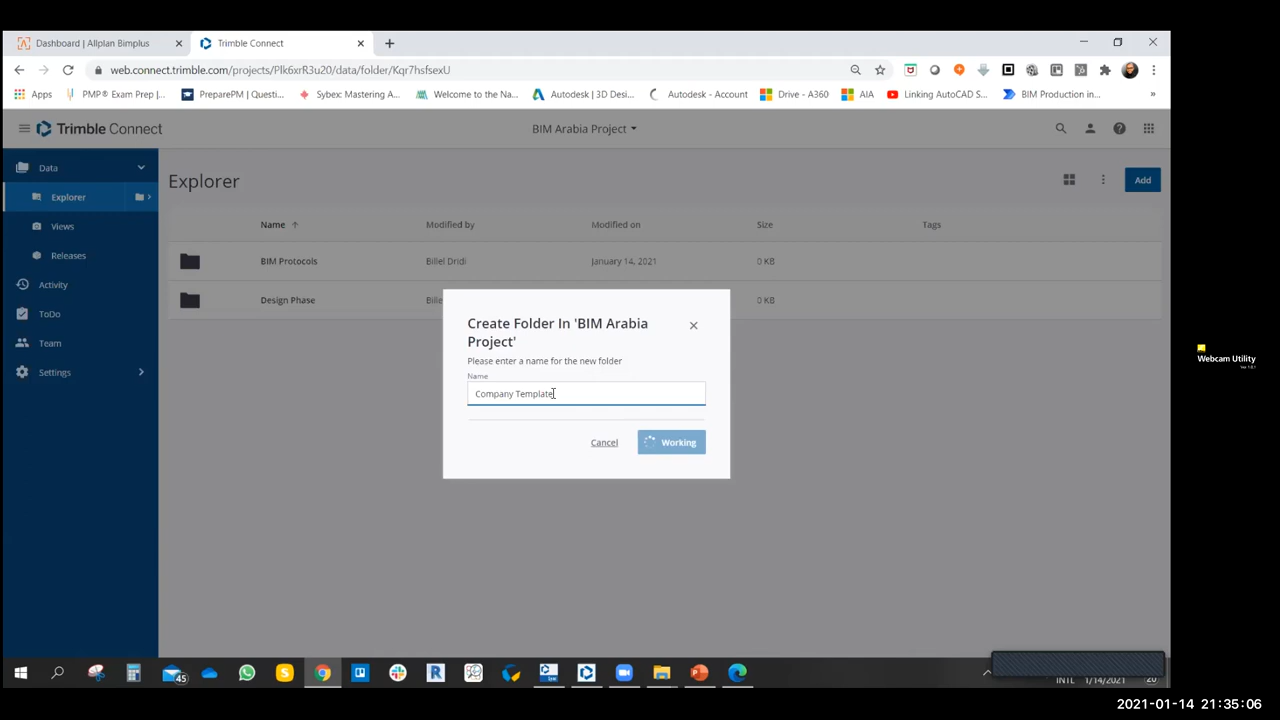 Dashboard | Allplan Bimplus
Trimble Connect
web.connect.trimble.com/projects/Plk6xrR3u20/data/folder/Kqr7hsfsexU
Apps PMP® Exam Prep |... PreparePM | Questi... Sybex: Mastering A... Welcome to the Na... Autodesk | 3D Desi... Autodesk - Account Drive - A360 AIA Linking AutoCAD S... BIM Production in... »
Trimble Connect
BIM Arabia Project
Data
Explorer
Views
Releases
Activity
ToDo
Team
Settings
Explorer
Add
Name Modified by Modified on Size Tags
BIM Protocols Billel Dridi January 14, 2021 0 KB
Design Phase Bille 0 KB
Create Folder In 'BIM Arabia
Project'
Please enter a name for the new folder
Name
Company Template
Cancel Working
Webcam Utility
45
INTL 1/14/2021 20
2021-01-14 21:35:06